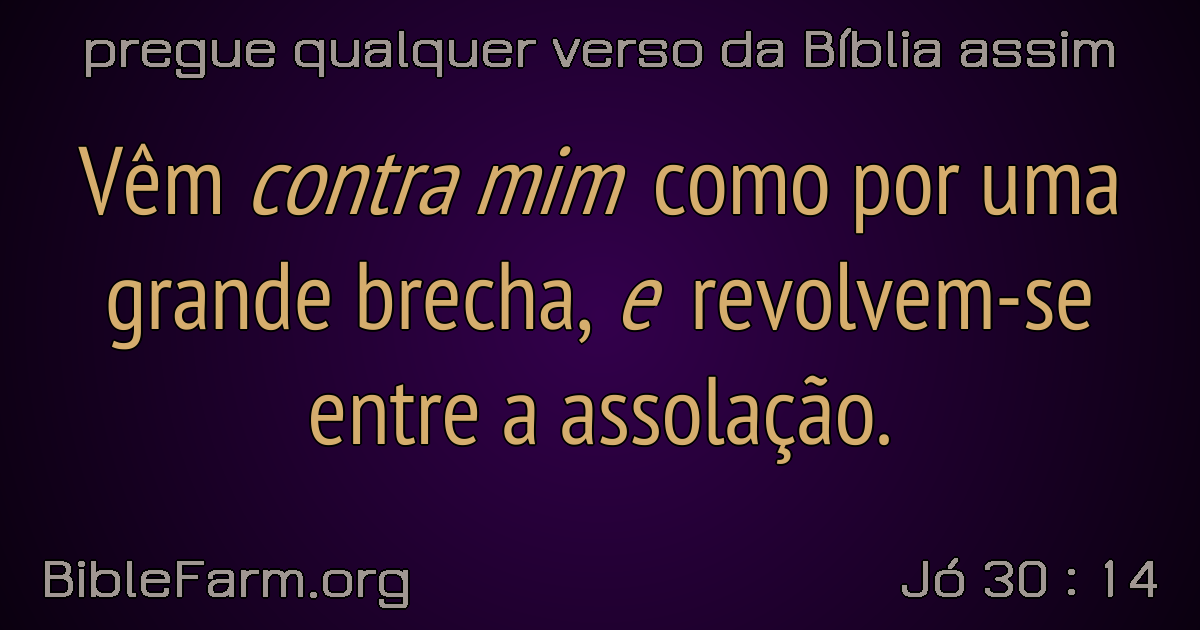 pregue qualquer verso da Bíblia assim
Vêm contra mim como por uma
grande brecha, e revolvem-se
entre a assolação.
BibleFarm.org
Jó 30 : 14